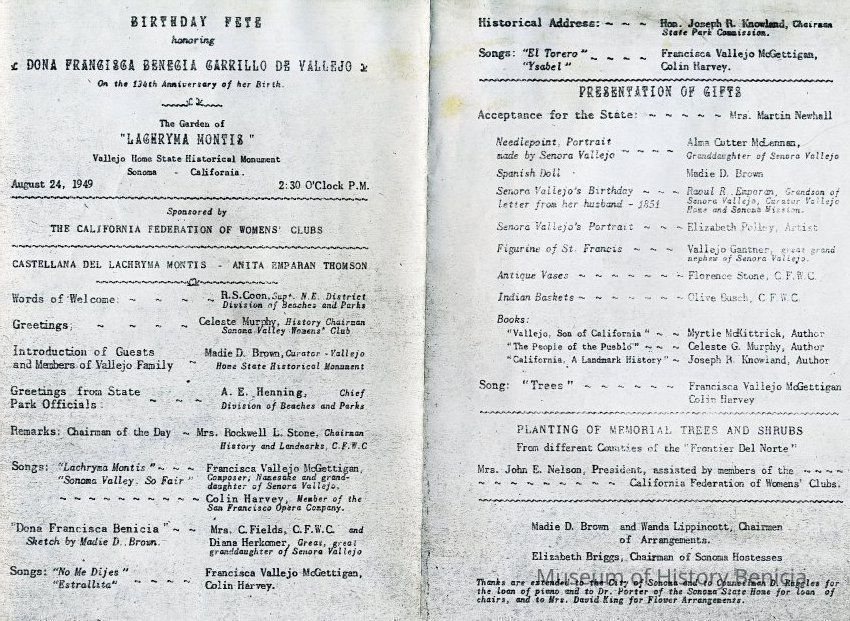 BIRTHDAY FETE
honoring
DONA FRANCISCA BENECIA CARRILLO DE VALLEJO
On the 134th Anniversary of her Birth.
The Garden of
"LACHRYMA MONTIS"
Vallejo Home State Historical Monument
Sonoma - California.
August 24, 1949 2:30 O'Clock P.M.
Sponsored by
THE CALIFORNIA FEDERATION OF WOMENS' CLUBS
CASTELLANA DEL LACHRYMA MONTIS - ANITA EMPARAN THOMSON
Words of Welcome: ~ ~ ~ ~ R.S.Coon, Supt. N.E. District
Division of Beaches and Parks
Greetings; ~ ~ ~ ~ Celeste Murphy, History Chairman
Sonoma Valley Womens' Club
Introduction of Guests Madie D. Brown, Curator - Vallejo
and Members of Vallejo Family ~ ~ Home State Historical Monument
Greetings from State A. E. Henning, Chief
Park Officials: ~ ~ ~ Division of Beaches and Parks
Remarks: Chairman of the Day ~ Mrs. Rockwell L. Stone, Chairman
History and Landmarks, C.F.W.C
Songs: "Lachryma Montis" ~ ~ ~ Francisca Vallejo McGettigan,
"Sonoma Valley. So Fair" Composer, Namesake and grand-
daughter of Senora Vallejo.
~ ~ ~ ~ ~ ~ ~ ~ ~ Colin Harvey, Member of the
San Francisco Opera Company.
"Dona Francisca Benicia" ~ ~ Mrs. C. Fields, C.F.W.C. and
Sketch by Madie D. Brown. Diana Herkomer, Great, great
granddaughter of Senora Vallejo
Songs: "No Me Dijes" Francisca Vallejo McGettigan,
"Estrallita" ~ ~ ~ ~ Colin Harvey.
Historical Address: ~ ~ ~ Hon. Joseph R. Knowland, Chairman
State Park Commission.
Songs: "El Torero" ~ ~ ~ ~ Francisca Vallejo McGettigan,
"Ysabel" Colin Harvey.
PRESENTATION OF GIFTS
Acceptance for the State: ~ ~ ~ ~ ~ Mrs. Martin Newhall
Needlepoint, Portrait Alma Cutter McLennan,
made by Senora Vallejo ~ ~ ~ ~ Granddaughter of Senora Vallejo
Spanish Doll Madie D. Brown
Senora Vallejo's Birthday ~ ~ ~ Raoul R. Emparan, Grandson of
letter from her husband - 1851 Senora Vallejo, Curator Vallejo
Home and Sonoma Mission.
Senora Vallejo's Portrait ~ ~ ~ Elizabeth Polley, Artist
Figurine of St. Francis ~ ~ ~ Vallejo Gantner, great grand
nephew of Senora Vallejo.
Antique Vases ~ ~ ~ ~ ~ ~ ~ Florence Stone, C.F.W.C.
Indian Baskets ~ ~ ~ ~ ~ ~ ~ Olive Busch, C.F.W.C.
Books:
"Vallejo, Son of California" ~ ~ Myrtle McKittrick, Author
"The People of the Pueblo" ~ ~ ~ Celeste G. Murphy, Author
"California, A Landmark History" ~ Joseph R. Knowland, Author
Song: "Trees" ~ ~ ~ ~ ~ ~ Francisca Vallejo McGettigan
Colin Harvey
PLANTING OF MEMORIAL TREES AND SHRUBS
From different Counties of the "Frontier Del Norte"
Mrs. John E. Nelson, President, assisted by members of the ~ ~ ~ ~
~ ~ ~ ~ ~ ~ ~ ~ ~ California Federation of Womens' Clubs.
Madie D. Brown and Wanda Lippincott, Chairmen
of Arrangements.
Elizabeth Briggs, Chairman of Sonoma Hostesses
Museum of History Benicia
Thanks are extended to the City of Sonoma and to Councilman D. Ruggles for
the loan of piano and to Dr. Porter of the Sonoma State Home for loan of
chairs, and to Mrs. David King for Flower Arrangements.